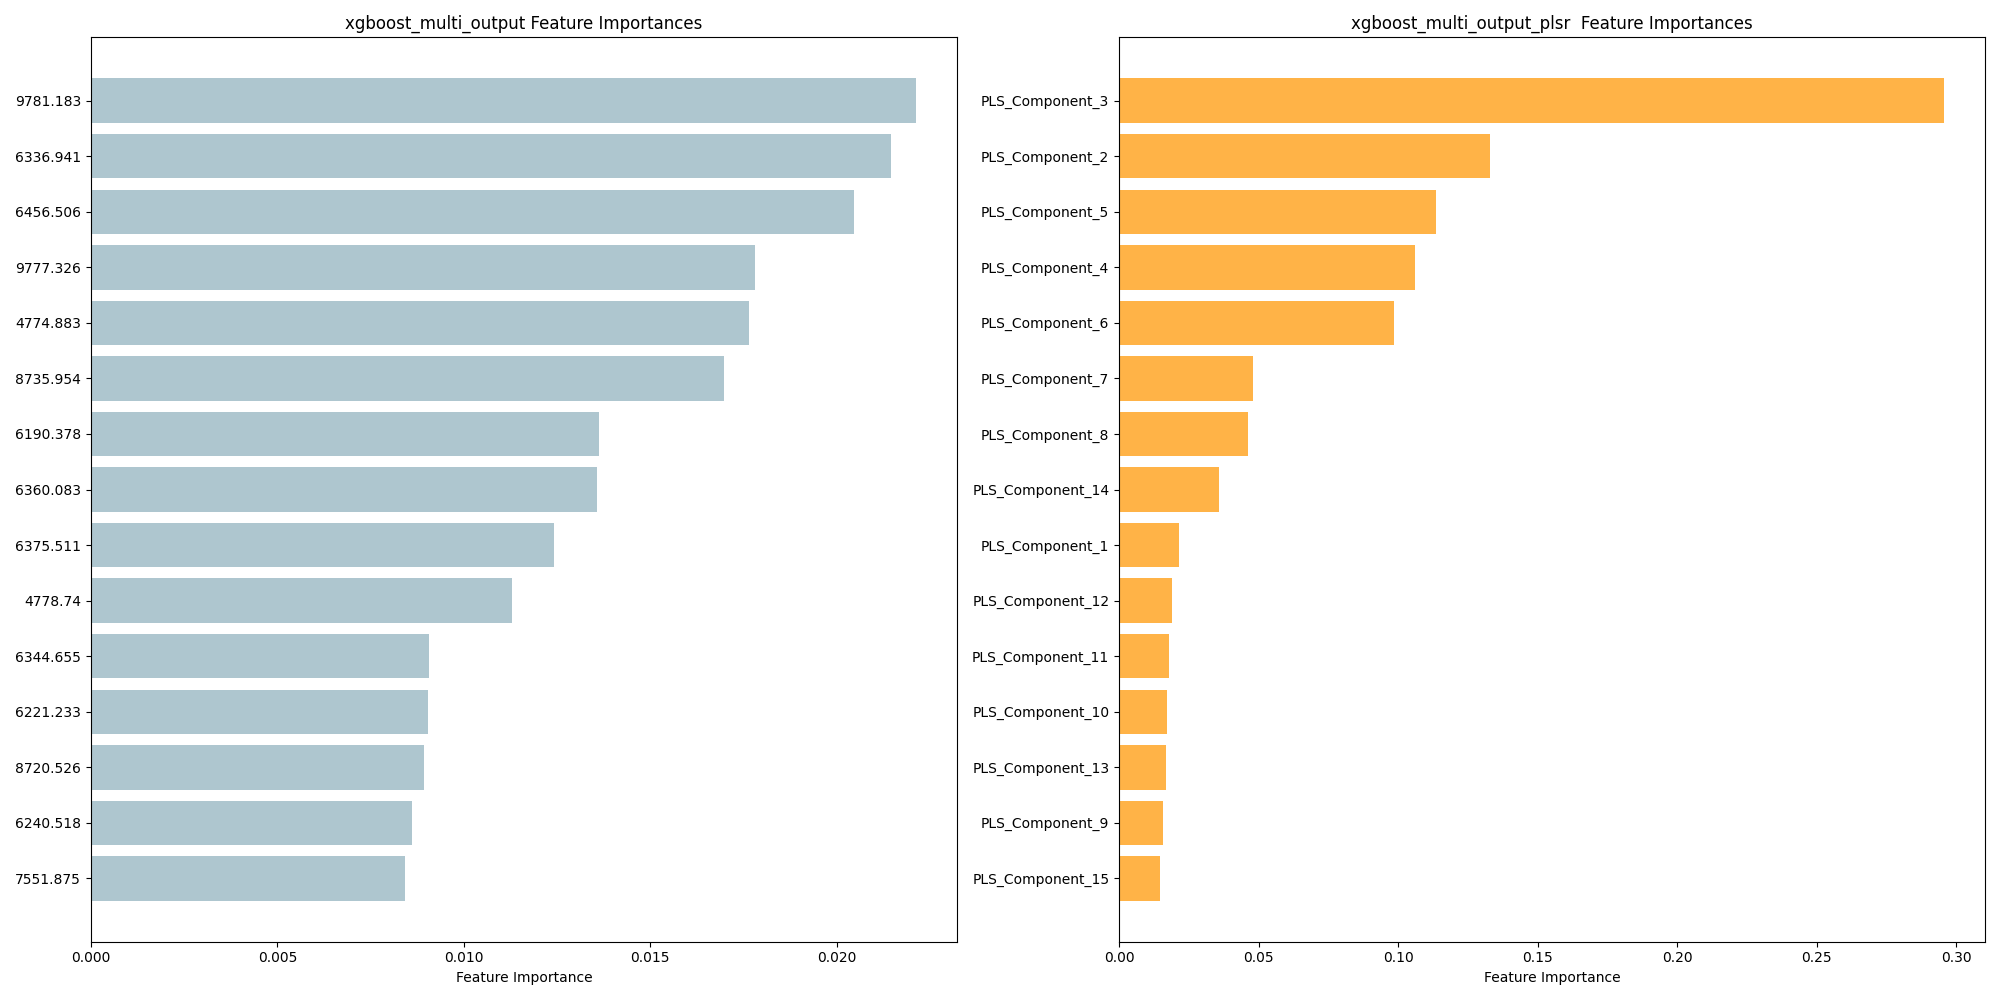 xgboost_multi_output Feature Importances
9781.183
6336.941
6456.506
9777.326
4774.883
8735.954
6190.378
6360.083
6375.511
4778.74
6344.655
6221.233
8720.526
6240.518
7551.875
0.000 0.005 0.010 0.015 0.020
Feature Importance
xgboost_multi_output_plsr  Feature Importances
PLS_Component_3
PLS_Component_2
PLS_Component_5
PLS_Component_4
PLS_Component_6
PLS_Component_7
PLS_Component_8
PLS_Component_14
PLS_Component_1
PLS_Component_12
PLS_Component_11
PLS_Component_10
PLS_Component_13
PLS_Component_9
PLS_Component_15
0.00 0.05 0.10 0.15 0.20 0.25 0.30
Feature Importance